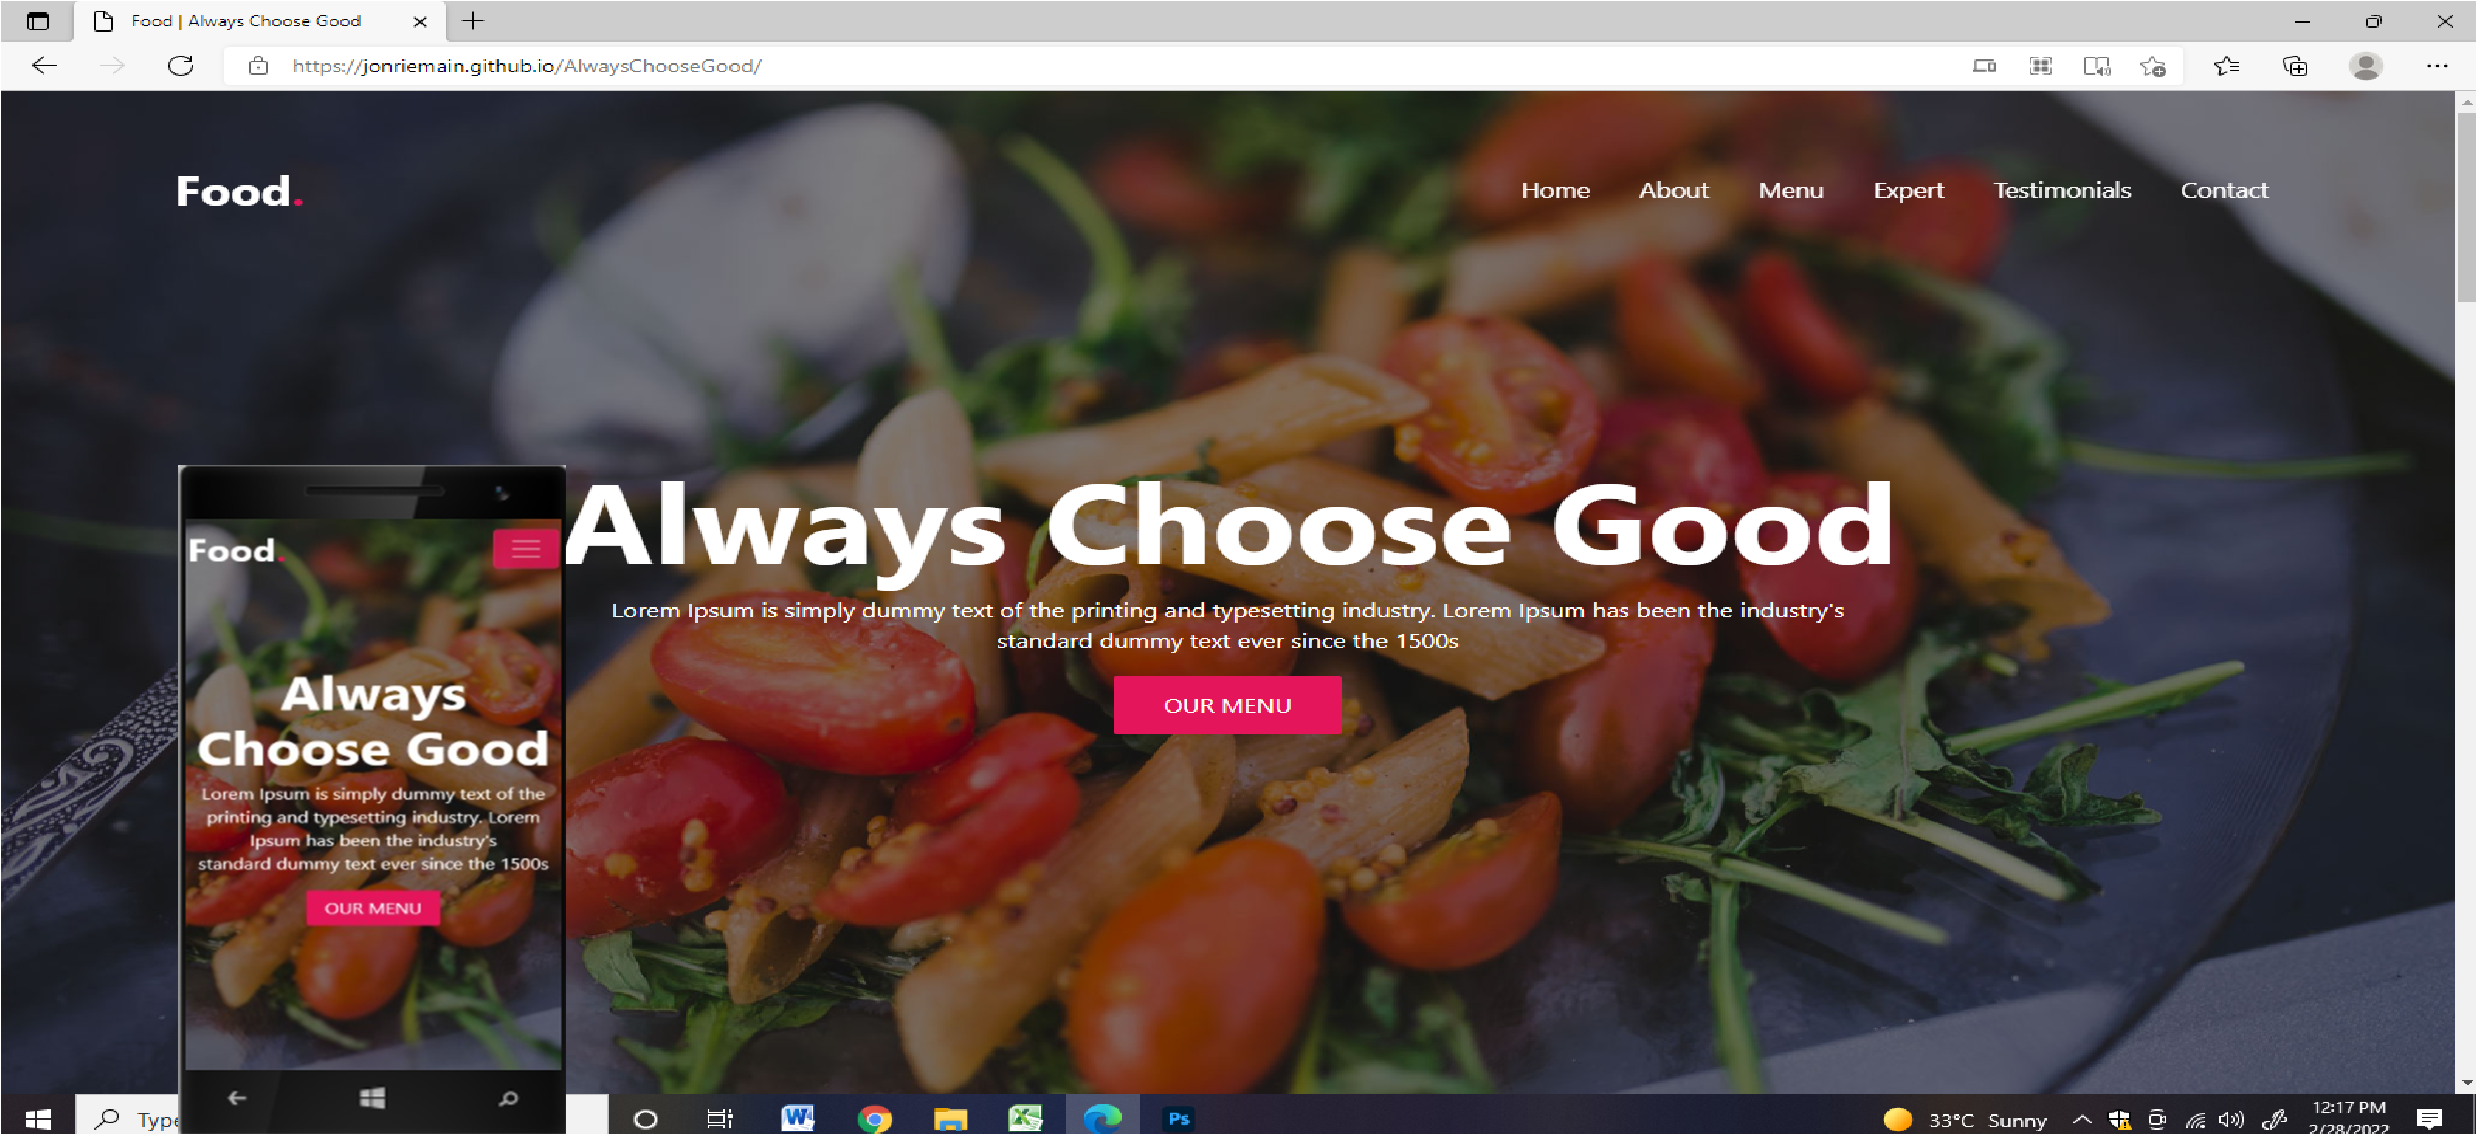 Food | Always Choose Good
https://jonriemain.github.io/AlwaysChooseGood/
Food.
Home About Menu Expert Testimonials Contact
Always Choose Good
Lorem Ipsum is simply dummy text of the printing and typesetting industry. Lorem Ipsum has been the industry's
standard dummy text ever since the 1500s
OUR MENU
Food.
Always
Choose Good
Lorem Ipsum is simply dummy text of the
printing and typesetting industry. Lorem
Ipsum has been the industry's
standard dummy text ever since the 1500s
OUR MENU
Type
Ps
33°C Sunny
12:17 PM
2/28/2022